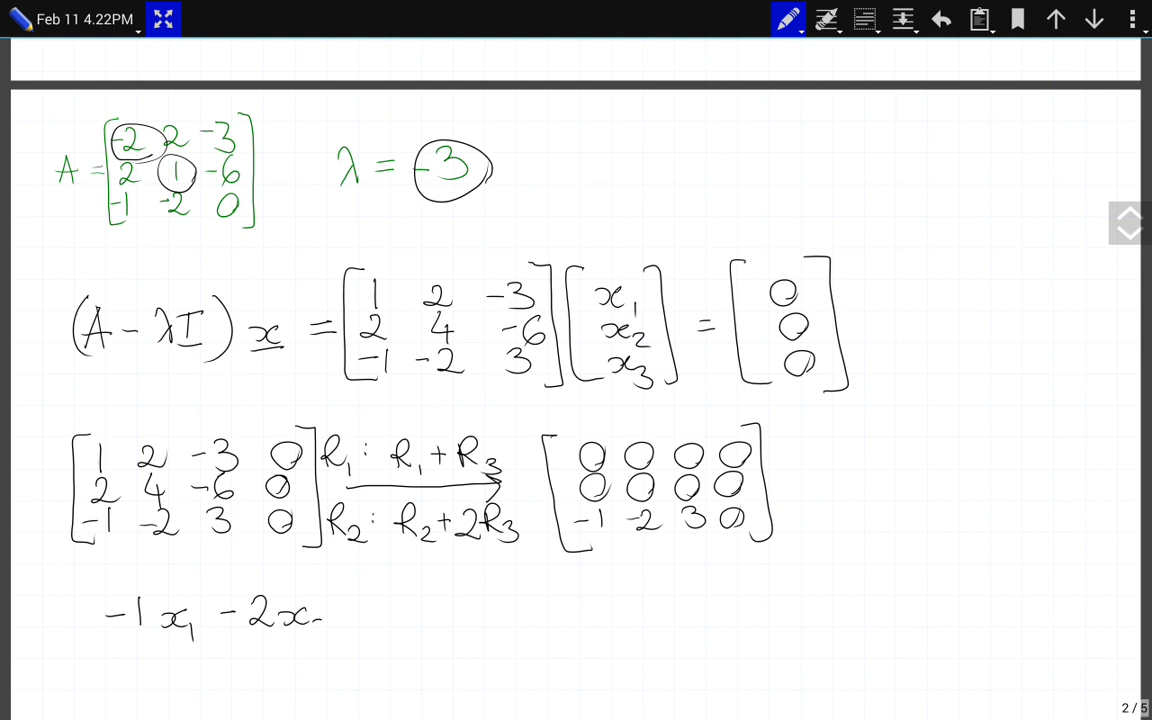 Feb 11 4.22PM
A = [-2 2 -3
2 1 -6
-1 -2 0]
λ = -3
(A - λI) x = [1 2 -3
2 4 -6
-1 -2 3] [x₁
x₂
x₃] = [0
0
0]
[1 2 -3 0
2 4 -6 0
-1 -2 3 0]
R₁ : R₁ + R₃
R₂ : R₂ + 2R₃
[0 0 0 0
0 0 0 0
-1 -2 3 0]
-1x₁ - 2x
2 / 5